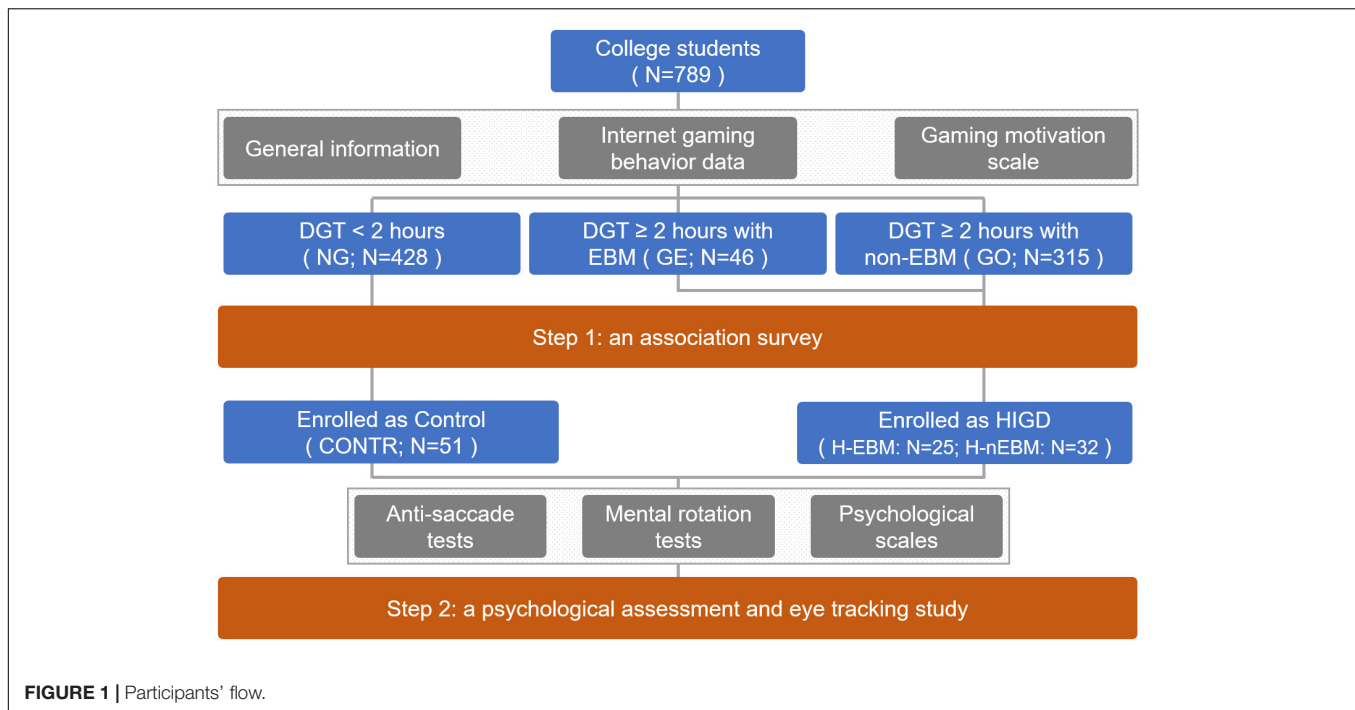 College students
( N=789 )
General information
Internet gaming
behavior data
Gaming motivation
scale
DGT < 2 hours
( NG; N=428 )
DGT ≥ 2 hours with
EBM ( GE; N=46 )
DGT ≥ 2 hours with
non-EBM ( GO; N=315 )
Step 1: an association survey
Enrolled as Control
( CONTR; N=51 )
Enrolled as HIGD
( H-EBM: N=25; H-nEBM: N=32 )
Anti-saccade
tests
Mental rotation
tests
Psychological
scales
Step 2: a psychological assessment and eye tracking study
FIGURE 1 | Participants’ flow.